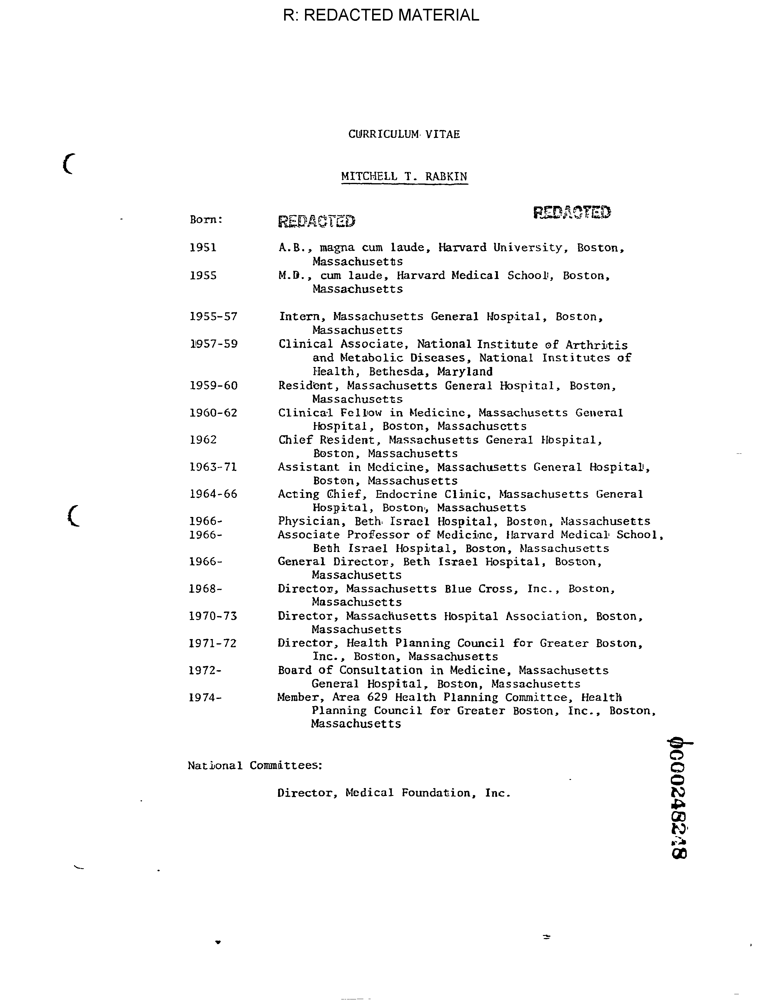 R: REDACTED MATERIAL
CURRICULUM VITAE
MITCHELL T. RABKIN
Born: REDACTED REDACTED
1951 A.B., magna cum laude, Harvard University, Boston,
Massachusetts
1955 M.D., cum laude, Harvard Medical School, Boston,
Massachusetts
1955-57 Intern, Massachusetts General Hospital, Boston,
Massachusetts
1957-59 Clinical Associate, National Institute of Arthritis
and Metabolic Diseases, National Institutes of
Health, Bethesda, Maryland
1959-60 Resident, Massachusetts General Hospital, Boston,
Massachusetts
1960-62 Clinical Fellow in Medicine, Massachusetts General
Hospital, Boston, Massachusetts
1962 Chief Resident, Massachusetts General Hospital,
Boston, Massachusetts
1963-71 Assistant in Medicine, Massachusetts General Hospital,
Boston, Massachusetts
1964-66 Acting Chief, Endocrine Clinic, Massachusetts General
Hospital, Boston, Massachusetts
1966- Physician, Beth Israel Hospital, Boston, Massachusetts
1966- Associate Professor of Medicine, Harvard Medical School,
Beth Israel Hospital, Boston, Massachusetts
1966- General Director, Beth Israel Hospital, Boston,
Massachusetts
1968- Director, Massachusetts Blue Cross, Inc., Boston,
Massachusetts
1970-73 Director, Massachusetts Hospital Association, Boston,
Massachusetts
1971-72 Director, Health Planning Council for Greater Boston,
Inc., Boston, Massachusetts
1972- Board of Consultation in Medicine, Massachusetts
General Hospital, Boston, Massachusetts
1974- Member, Area 629 Health Planning Committee, Health
Planning Council for Greater Boston, Inc., Boston,
Massachusetts
National Committees:
Director, Medical Foundation, Inc.